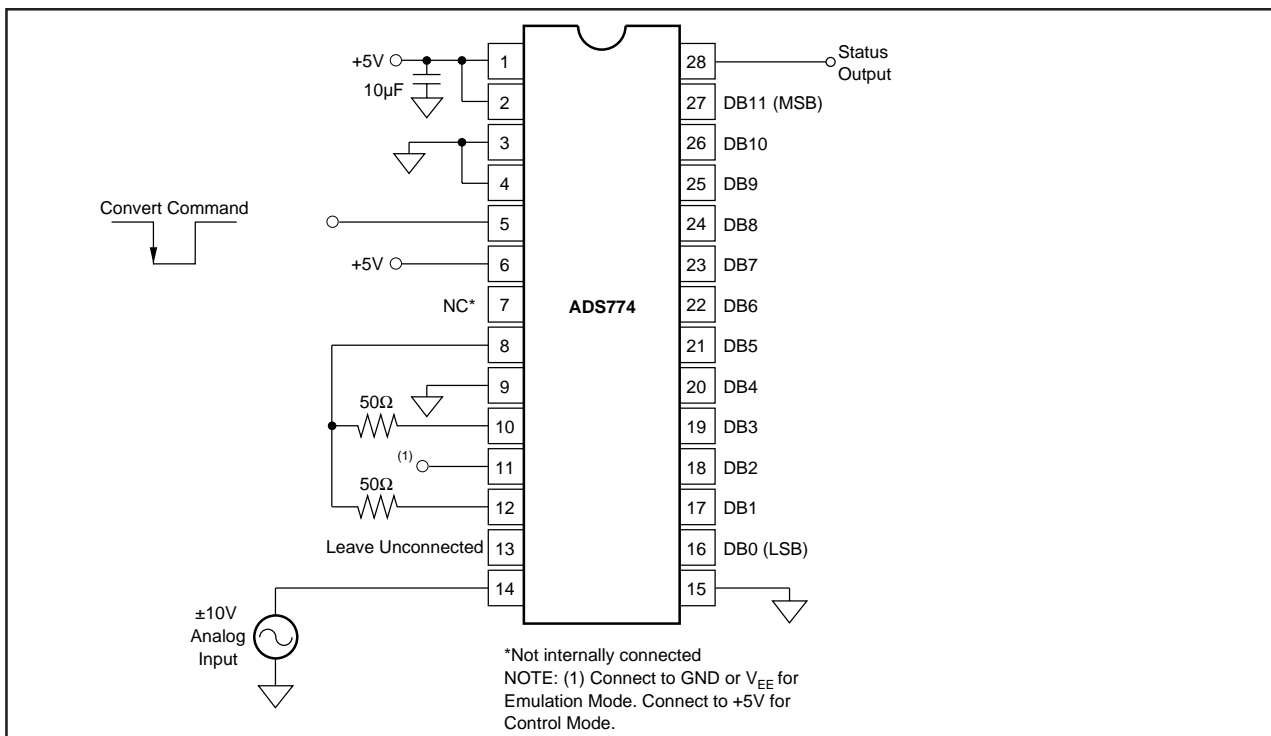 +5V
10µF
Convert Command
+5V
NC*
50Ω
(1)
50Ω
Leave Unconnected
±10V
Analog
Input
1
2
3
4
5
6
7
8
9
10
11
12
13
14
ADS774
28
27
26
25
24
23
22
21
20
19
18
17
16
15
Status
Output
DB11 (MSB)
DB10
DB9
DB8
DB7
DB6
DB5
DB4
DB3
DB2
DB1
DB0 (LSB)
*Not internally connected
NOTE: (1) Connect to GND or VEE for
Emulation Mode. Connect to +5V for
Control Mode.